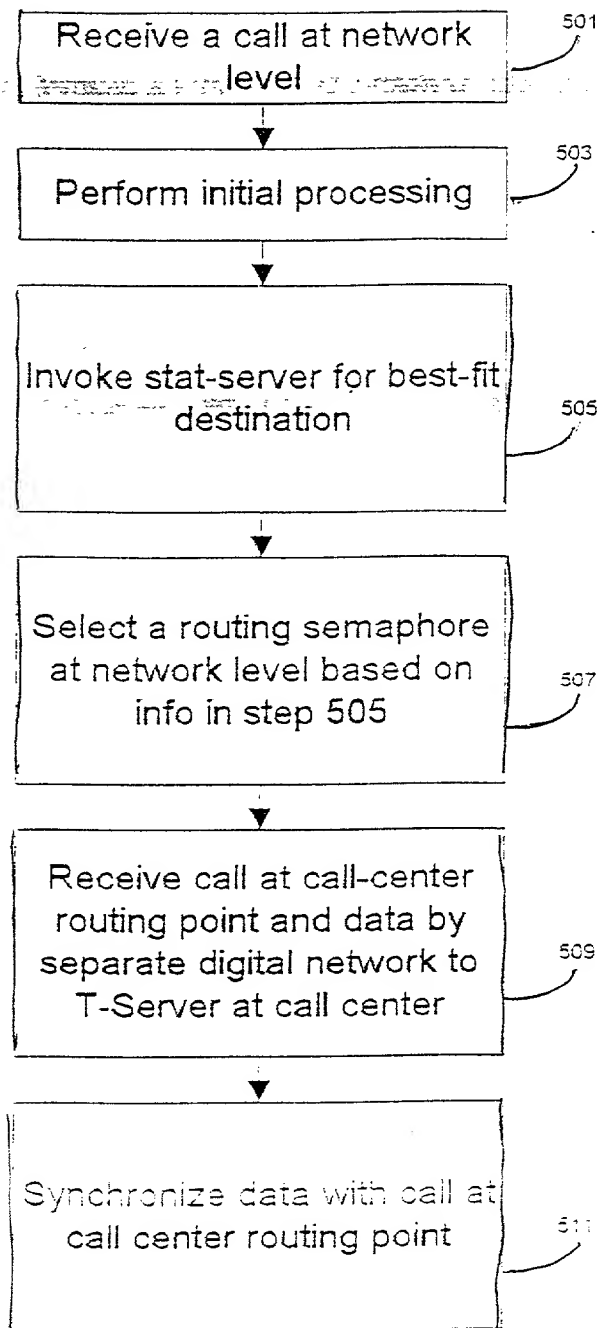 Receive a call at network
level
501
Perform initial processing
503
Invoke stat-server for best-fit
destination
505
Select a routing semaphore
at network level based on
info in step 505
507
Receive call at call-center
routing point and data by
separate digital network to
T-Server at call center
509
Synchronize data with call at
call center routing point
511